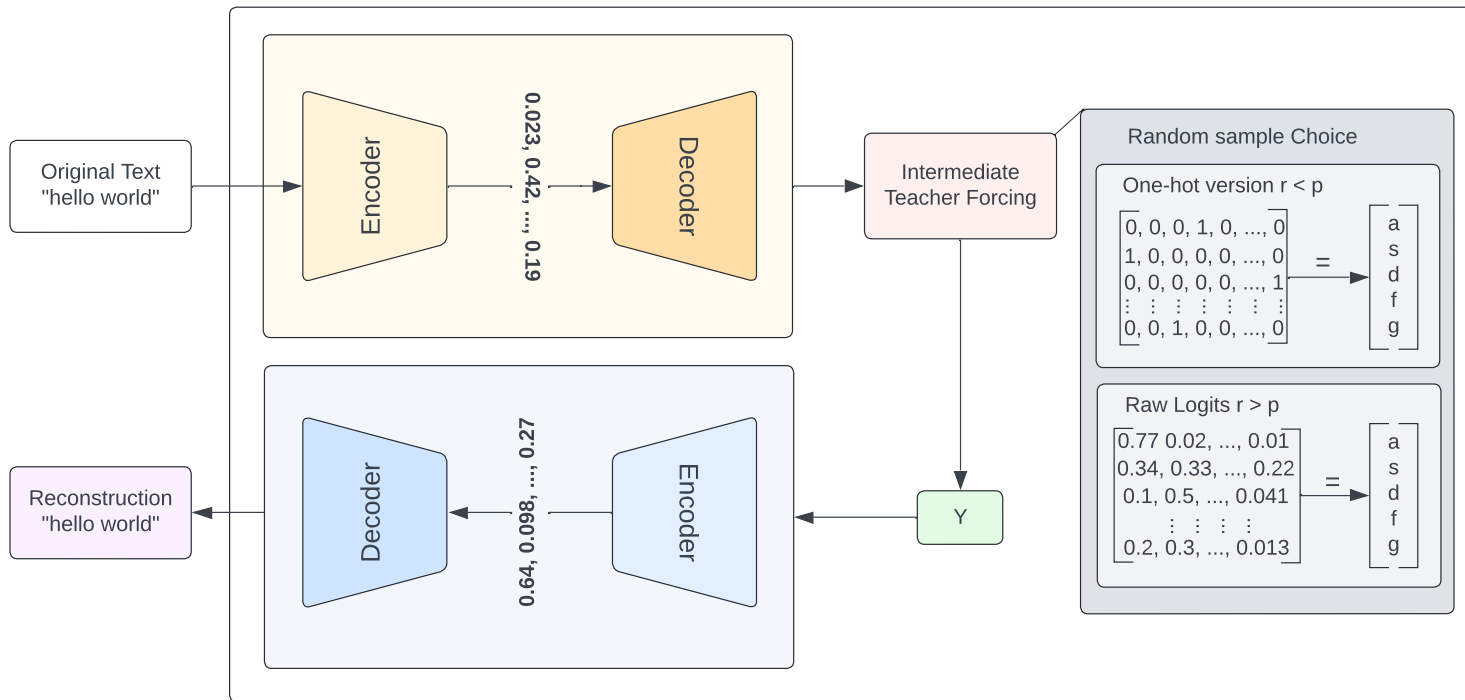 Original Text
"hello world"
Encoder
0.023, 0.42, ..., 0.19
Decoder
Intermediate
Teacher Forcing
Random sample Choice
One-hot version r < p
0, 0, 0, 1, 0, ..., 0
1, 0, 0, 0, 0, ..., 0
0, 0, 0, 0, 0, ..., 1
⋮ ⋮ ⋮ ⋮ ⋮ ⋮ ⋮
0, 0, 1, 0, 0, ..., 0
=
a
s
d
f
g
Raw Logits r > p
0.77 0.02, ..., 0.01
0.34, 0.33, ..., 0.22
0.1, 0.5, ..., 0.041
⋮ ⋮ ⋮ ⋮
0.2, 0.3, ..., 0.013
=
a
s
d
f
g
Y
Encoder
0.64, 0.098, ..., 0.27
Decoder
Reconstruction
"hello world"